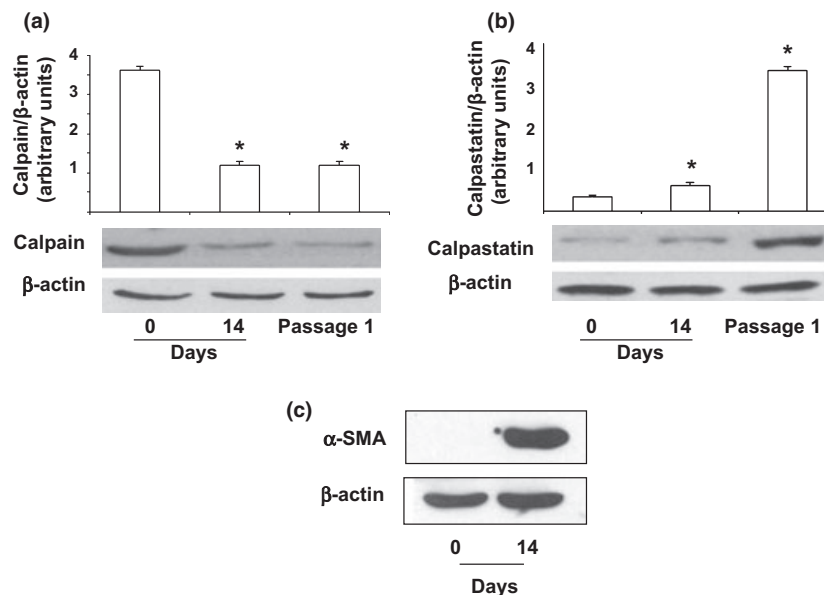 (a)
Calpain/β-actin
(arbitrary units)
4
3
2
1
*
*
Calpain
β-actin
0
14
Passage 1
Days
(b)
Calpastatin/β-actin
(arbitrary units)
4
3
2
1
*
*
Calpastatin
β-actin
0
14
Passage 1
Days
(c)
α-SMA
β-actin
0
14
Days